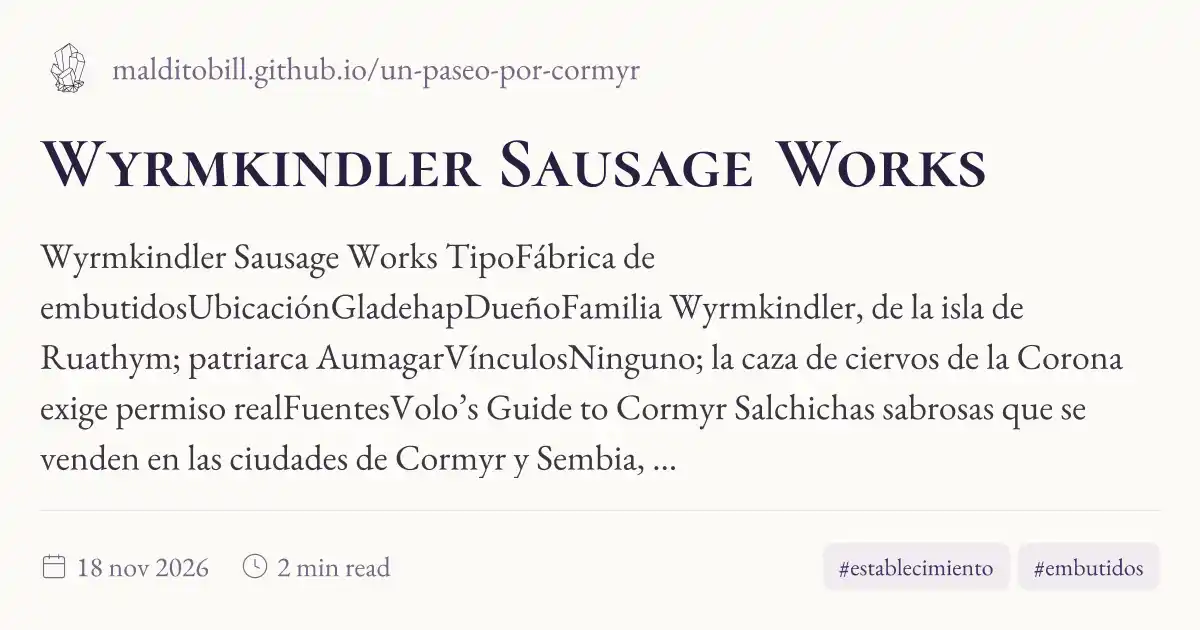 malditobill.github.io/un-paseo-por-cormyr
Wyrmkindler Sausage Works
Wyrmkindler Sausage Works TipoFábrica de
embutidosUbicaciónGladehapDueñoFamilia Wyrmkindler, de la isla de
Ruathym; patriarca AumagarVínculosNinguno; la caza de ciervos de la Corona
exige permiso realFuentesVolo’s Guide to Cormyr Salchichas sabrosas que se
venden en las ciudades de Cormyr y Sembia, ...
18 nov 2026 2 min read #establecimiento #embutidos